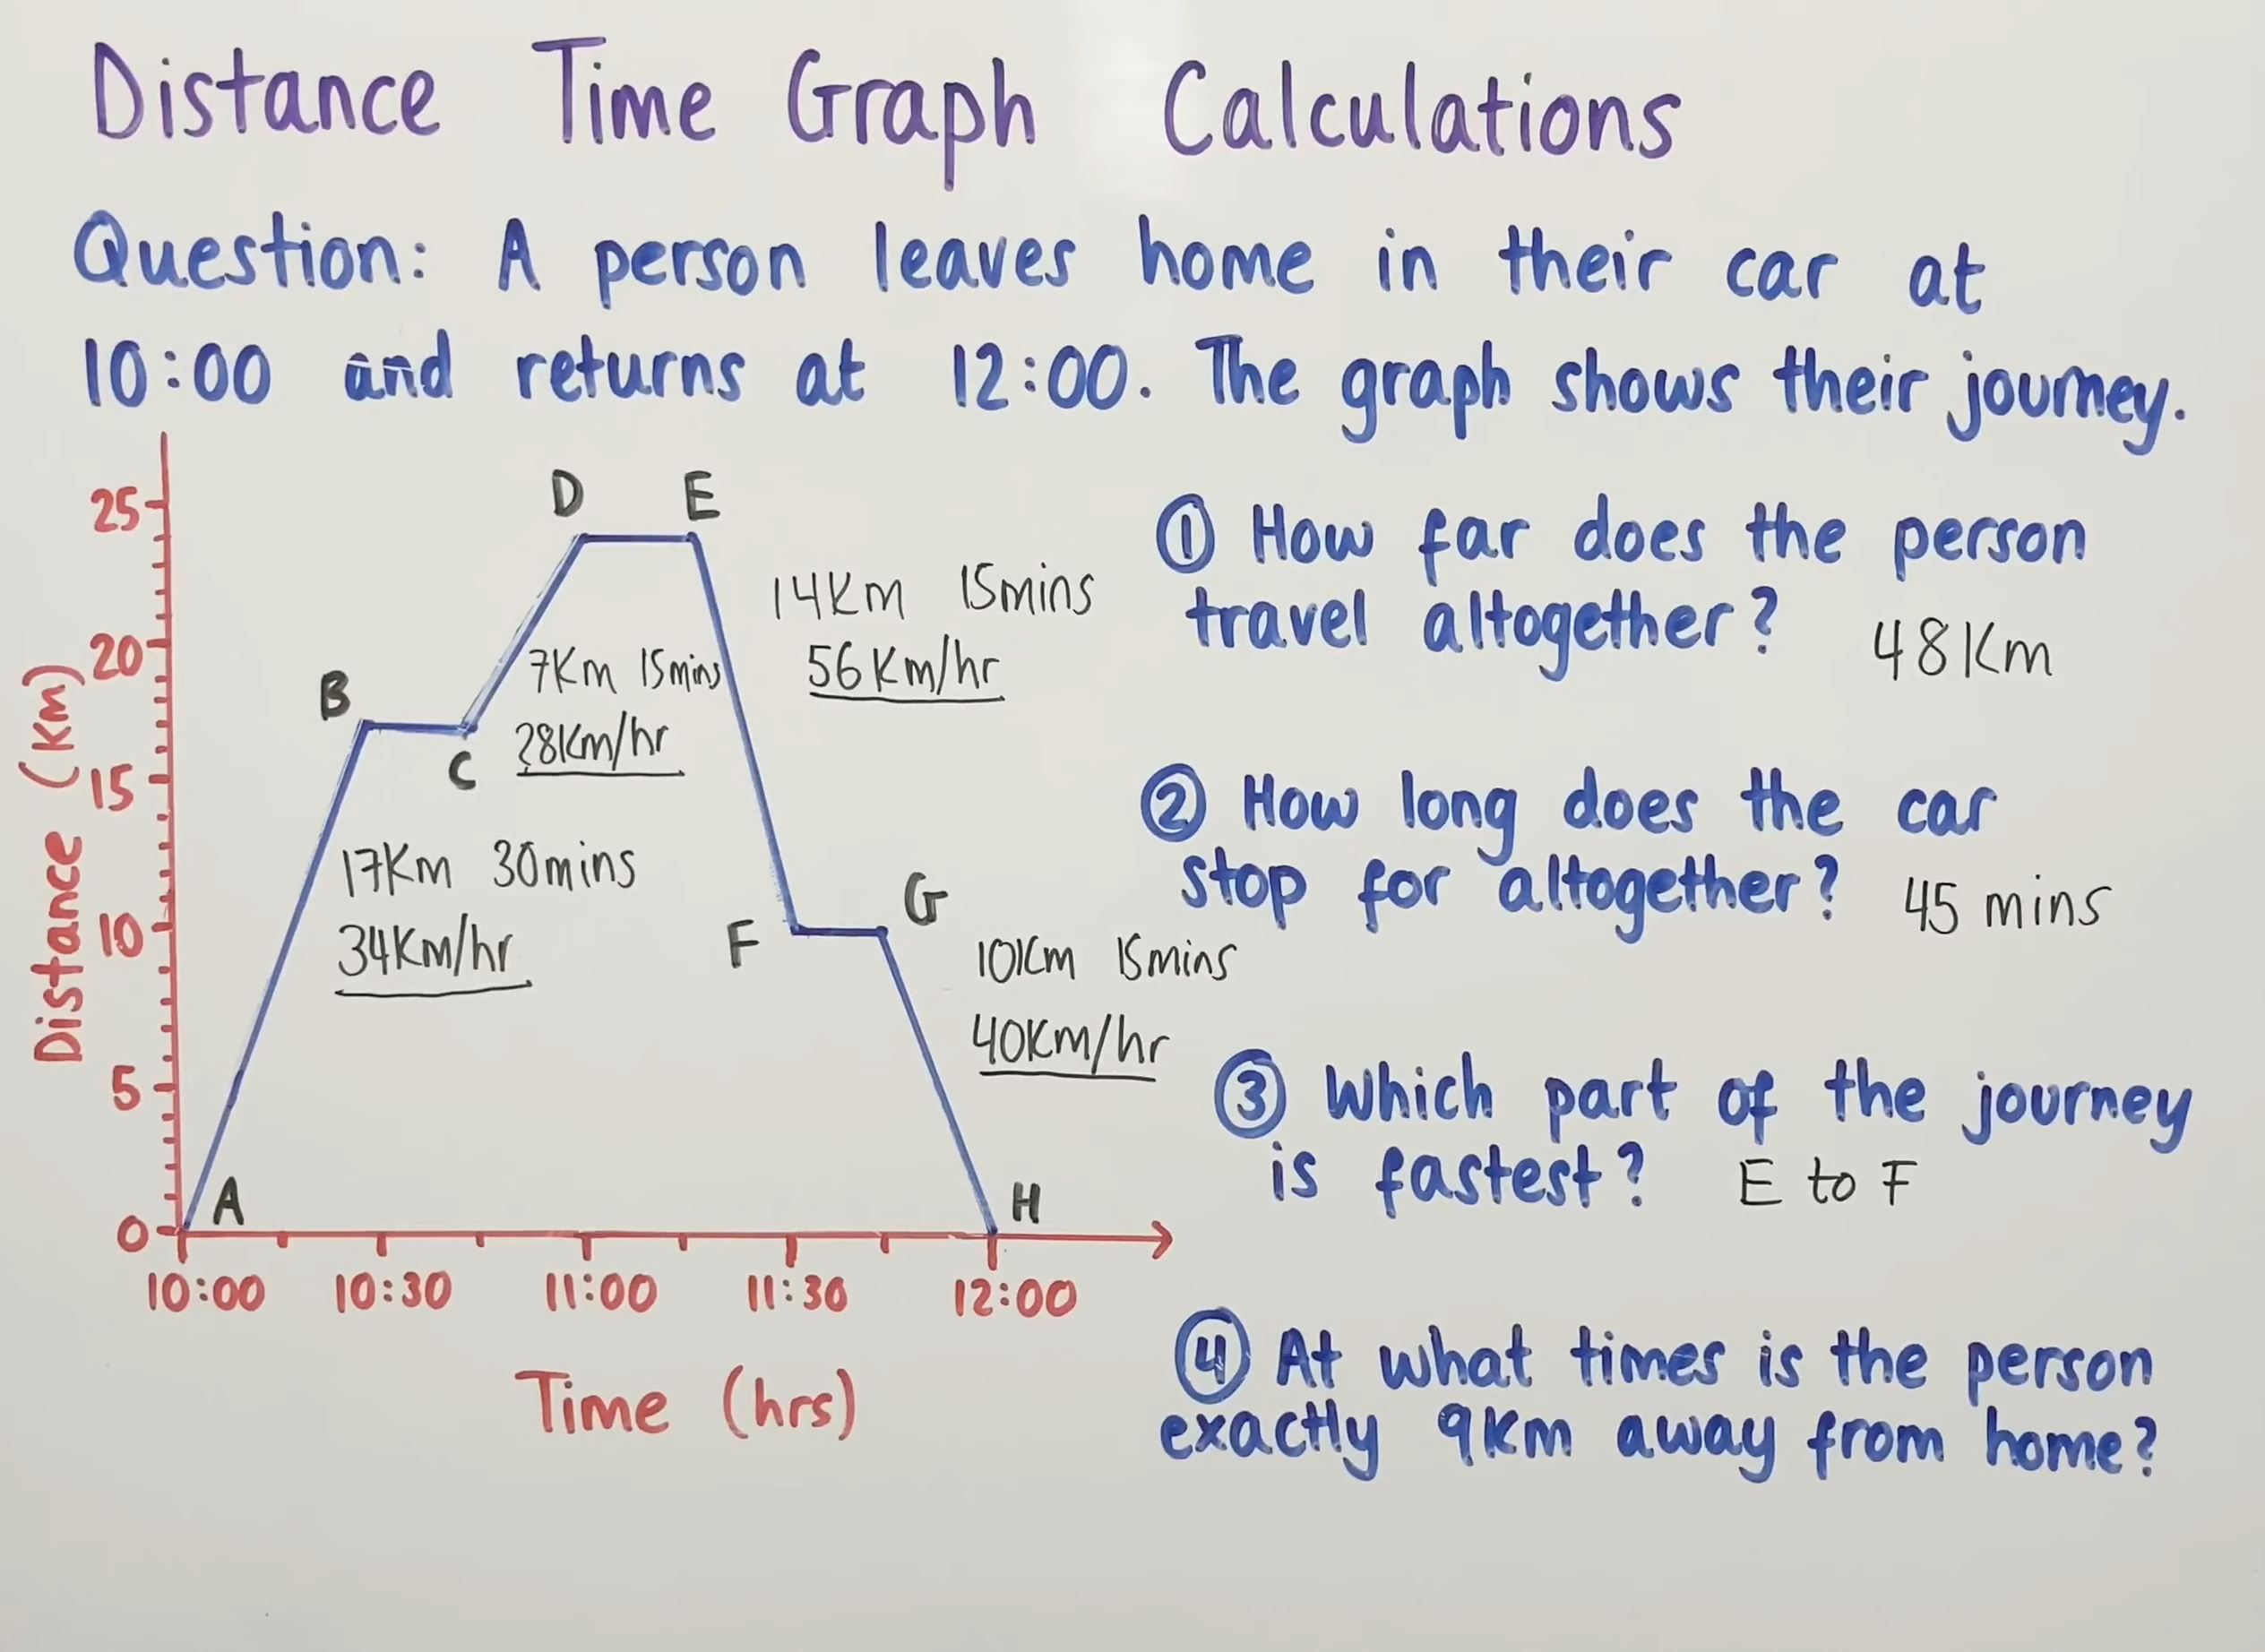 Distance Time Graph Calculations
Question: A person leaves home in their car at
10:00 and returns at 12:00. The graph shows their journey.
Distance (km)
25
20
15
10
5
0
10:00 10:30 11:00 11:30 12:00
Time (hrs)
A
B
C
D
E
F
G
H
17Km 30mins
34Km/hr
7Km 15mins
28Km/hr
14Km 15mins
56Km/hr
10Km 15mins
40Km/hr
① How far does the person
travel altogether? 48Km
② How long does the car
stop for altogether? 45 mins
③ Which part of the journey
is fastest? E to F
④ At what times is the person
exactly 9Km away from home?